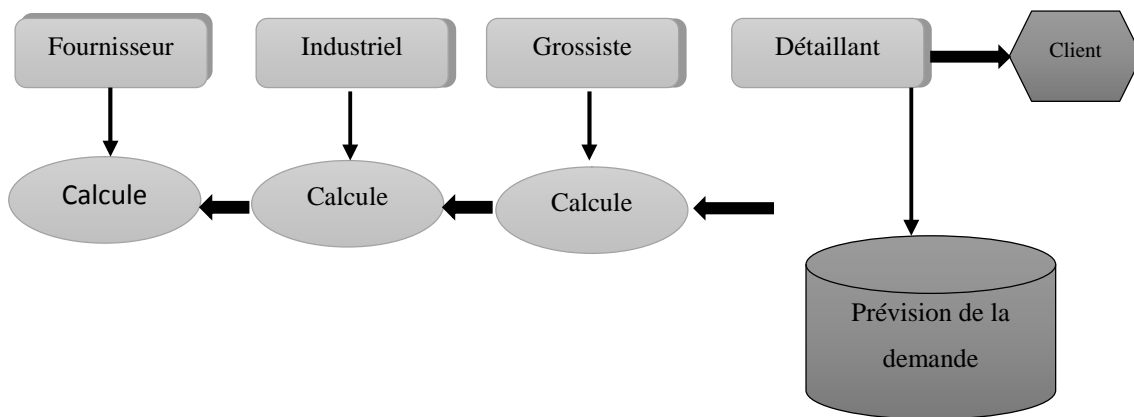 Fournisseur
Industriel
Grossiste
Détaillant
Client
Calcule
Calcule
Calcule
Prévision de la
demande